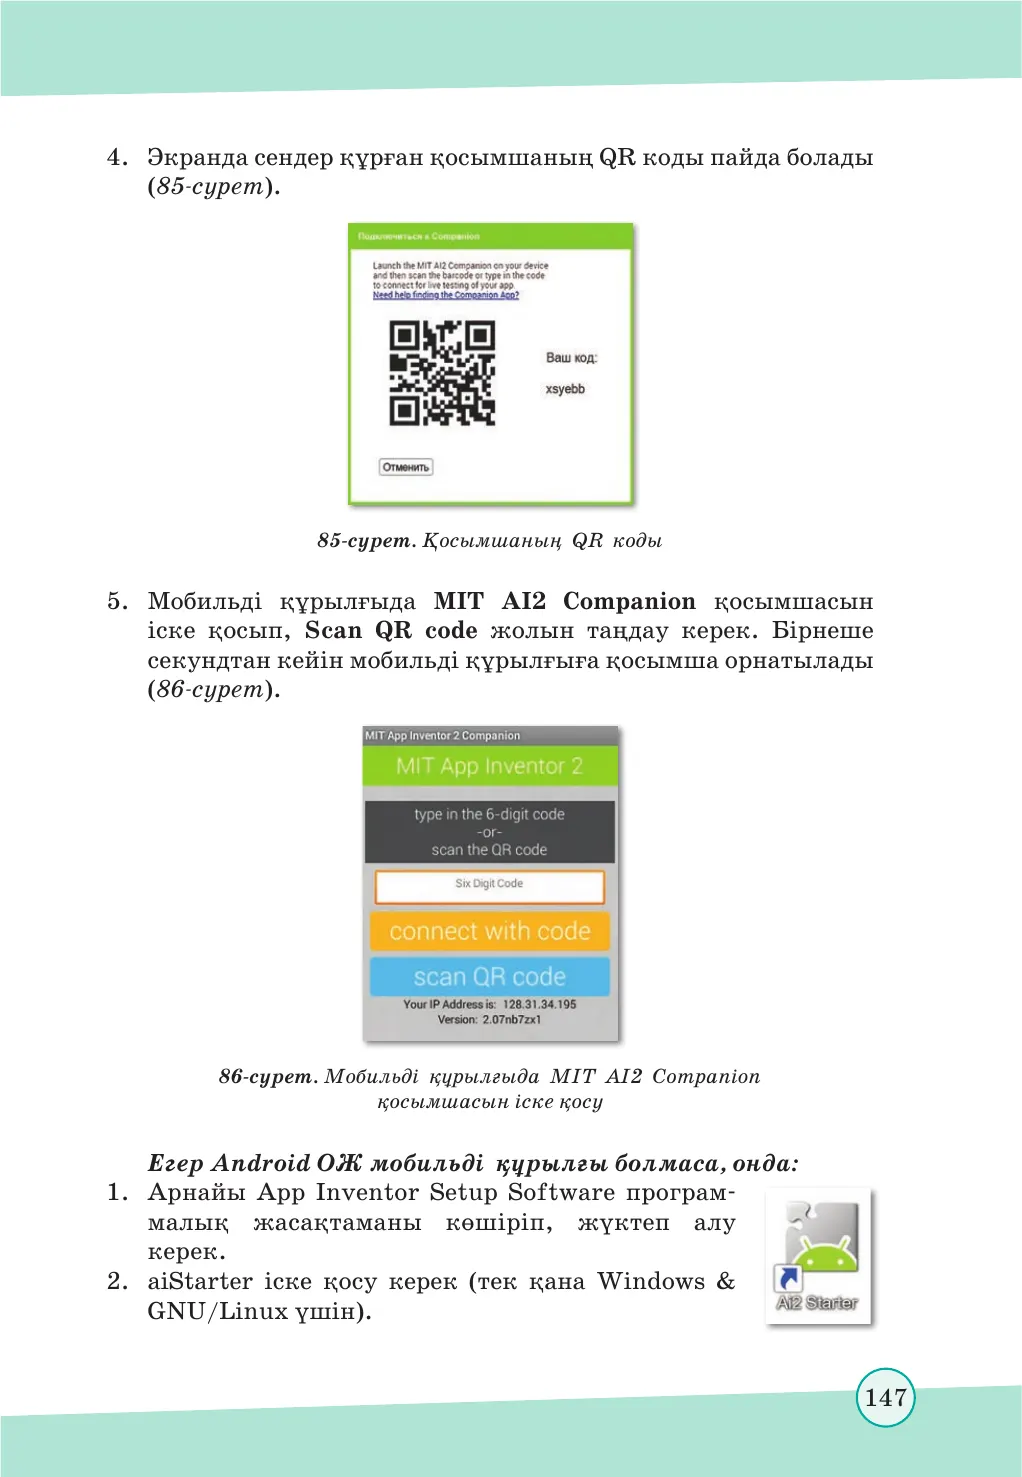 4. Экранда сендер құрған қосымшаның QR коды пайда болады
(85-сурет).
Подключиться к Companion
Launch the MIT AI2 Companion on your device
and then scan the barcode or type in the code
to connect for live testing of your app.
Need help finding the Companion App?
Ваш код:
xsyebb
Отменить
85-сурет. Қосымшаның QR коды
5. Мобильді құрылғыда MIT AI2 Companion қосымшасын
іске қосып, Scan QR code жолын таңдау керек. Бірнеше
секундтан кейін мобильді құрылғыға қосымша орнатылады
(86-сурет).
MIT App Inventor 2 Companion
MIT App Inventor 2
type in the 6-digit code
-or-
scan the QR code
Six Digit Code
connect with code
scan QR code
Your IP Address is: 128.31.34.195
Version: 2.07nb7zx1
86-сурет. Мобильді құрылғыда MIT AI2 Companion
қосымшасын іске қосу
Егер Android ОЖ мобильді құрылғы болмаса, онда:
1. Арнайы App Inventor Setup Software програм-
малық жасақтаманы көшіріп, жүктеп алу
керек.
2. aiStarter іске қосу керек (тек қана Windows &
GNU/Linux үшін).
AI2 Starter
147